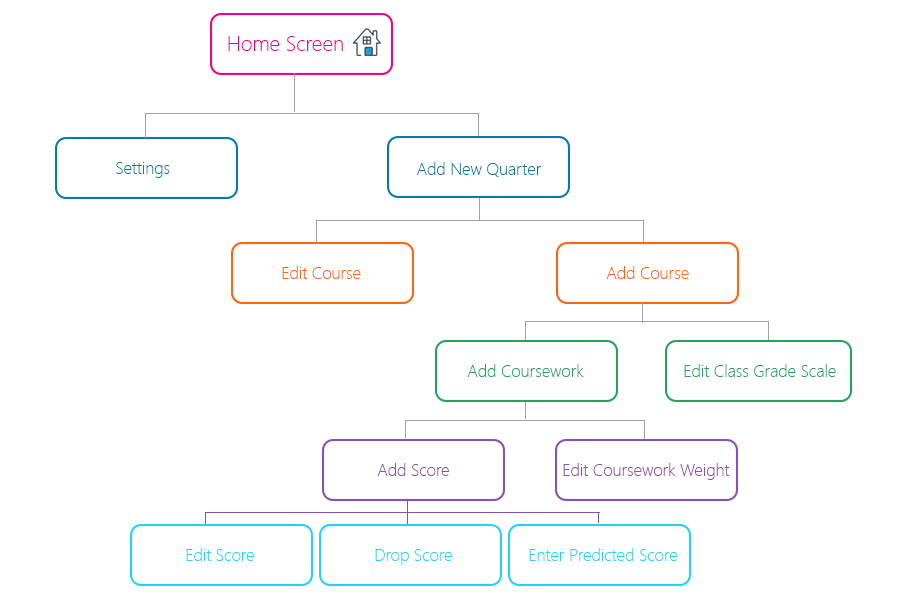 Home Screen
Settings
Add New Quarter
Edit Course
Add Course
Add Coursework
Edit Class Grade Scale
Add Score
Edit Coursework Weight
Edit Score
Drop Score
Enter Predicted Score